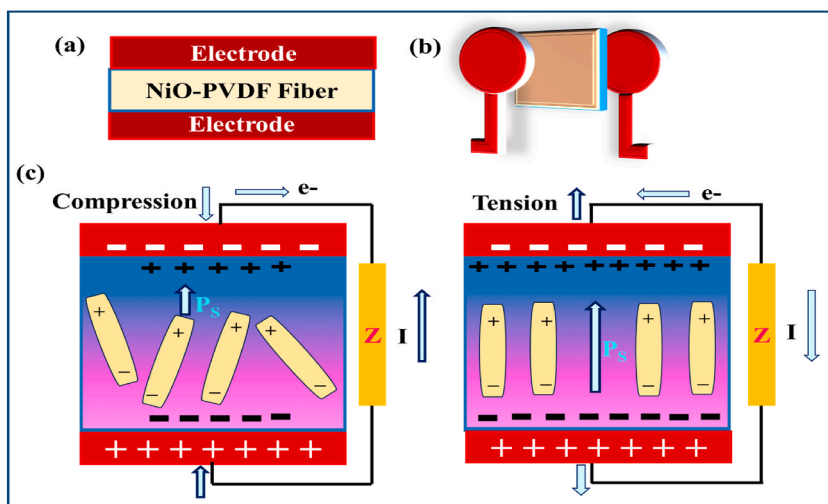 (a)
Electrode
NiO-PVDF Fiber
Electrode
(b)
(c)
Compression
e-
− − − − − −
+ + + + +
Ps
+ + + +
− − − −
− − − − −
+ + + + + + +
Z
I
Tension
e-
− − − − − −
+ + + + + + + + +
Ps
+ + + +
− − − −
− − − − − − − −
+ + + + + + +
Z
I